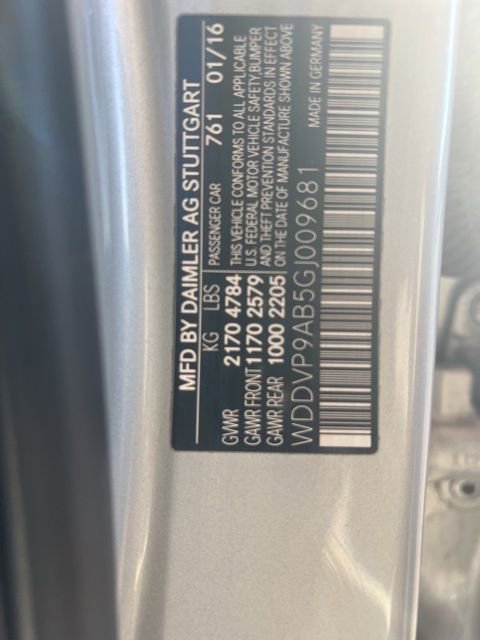 MFD BY DAIMLER AG STUTTGART
KG LBS PASSENGER CAR 761 01/16
GVWR 2170 4784 THIS VEHICLE CONFORMS TO ALL APPLICABLE
GAWR FRONT 1170 2579 U.S. FEDERAL MOTOR VEHICLE SAFETY,BUMPER
GAWR REAR 1000 2205 AND THEFT PREVENTION STANDARDS IN EFFECT
ON THE DATE OF MANUFACTURE SHOWN ABOVE
WDDVP9AB5GJ009681 MADE IN GERMANY